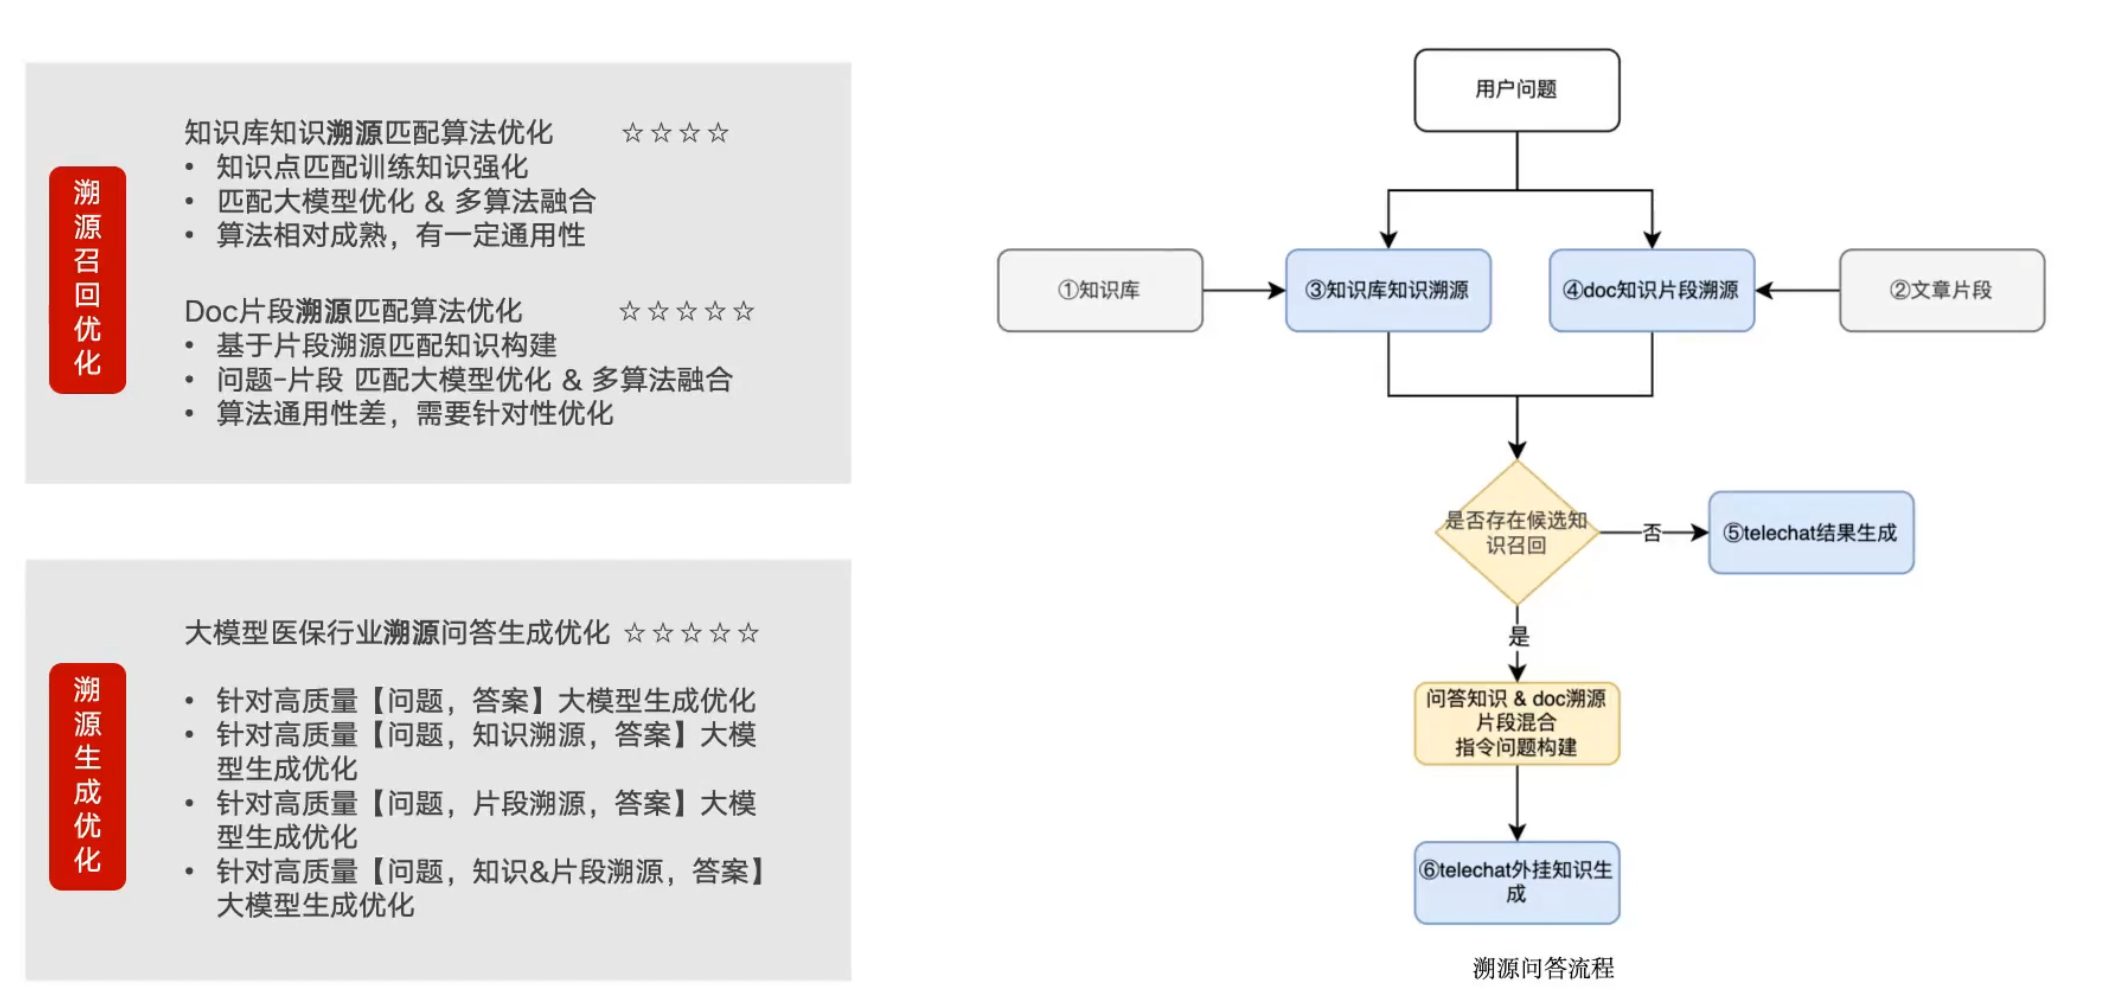 溯源召回优化
知识库知识溯源匹配算法优化 ☆☆☆☆
• 知识点匹配训练知识强化
• 匹配大模型优化 & 多算法融合
• 算法相对成熟，有一定通用性
Doc片段溯源匹配算法优化 ☆☆☆☆☆
• 基于片段溯源匹配知识构建
• 问题-片段 匹配大模型优化 & 多算法融合
• 算法通用性差，需要针对性优化
溯源生成优化
大模型医保行业溯源问答生成优化 ☆☆☆☆☆
• 针对高质量【问题，答案】大模型生成优化
• 针对高质量【问题，知识溯源，答案】大模
型生成优化
• 针对高质量【问题，片段溯源，答案】大模
型生成优化
• 针对高质量【问题，知识&片段溯源，答案】
大模型生成优化
用户问题
①知识库
③知识库知识溯源
④doc知识片段溯源
②文章片段
是否存在候选知
识召回
否
⑤telechat结果生成
是
问答知识 & doc溯源
片段混合
指令问题构建
⑥telechat外挂知识生
成
溯源问答流程